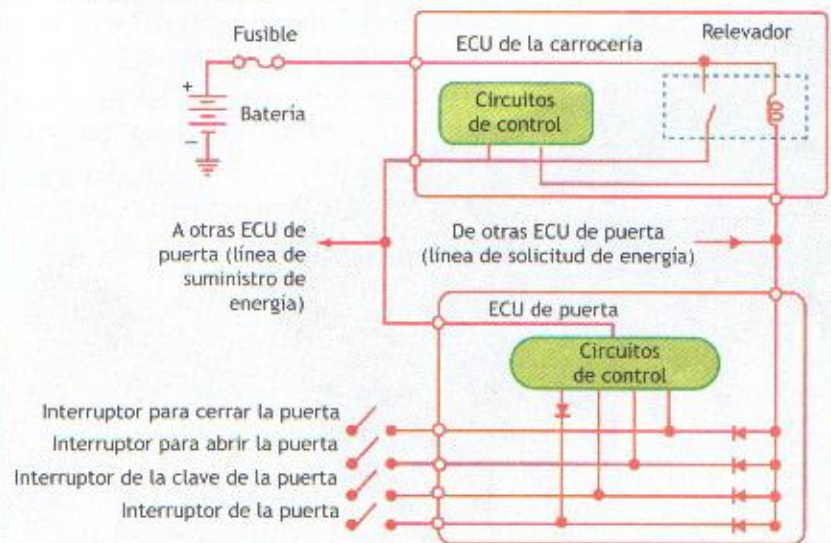 Fusible
ECU de la carrocería
Relevador
+
Batería
−
Circuitos
de control
A otras ECU de
puerta (línea de
suministro de
energía)
De otras ECU de puerta
(línea de solicitud de energía)
ECU de puerta
Circuitos
de control
Interruptor para cerrar la puerta
Interruptor para abrir la puerta
Interruptor de la clave de la puerta
Interruptor de la puerta